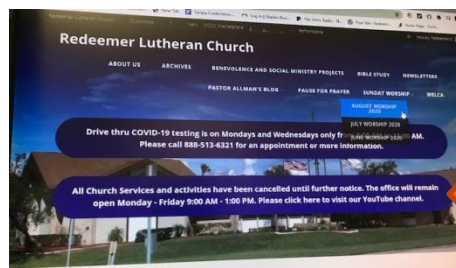 Redeemer Lutheran Church
ABOUT US ARCHIVES BENEVOLENCE AND SOCIAL MINISTRY PROJECTS BIBLE STUDY NEWSLETTERS
PASTOR ALLMAN'S BLOG PAUSE FOR PRAYER SUNDAY WORSHIP WELCA
AUGUST WORSHIP
2020
JULY WORSHIP 2020
JUNE WORSHIP 2020
Drive thru COVID-19 testing is on Mondays and Wednesdays only AM.
Please call 888-513-6321 for an appointment or more information.
All Church Services and activities have been cancelled until further notice. The office will remain
open Monday - Friday 9:00 AM - 1:00 PM. Please click here to visit our YouTube channel.